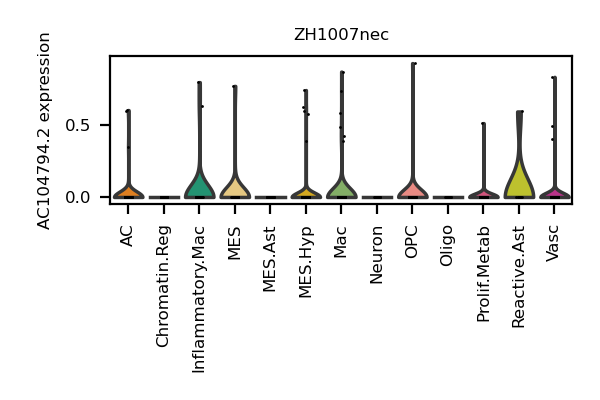 ZH1007nec
AC104794.2 expression
0.5
0.0
AC
Chromatin.Reg
Inflammatory.Mac
MES
MES.Ast
MES.Hyp
Mac
Neuron
OPC
Oligo
Prolif.Metab
Reactive.Ast
Vasc